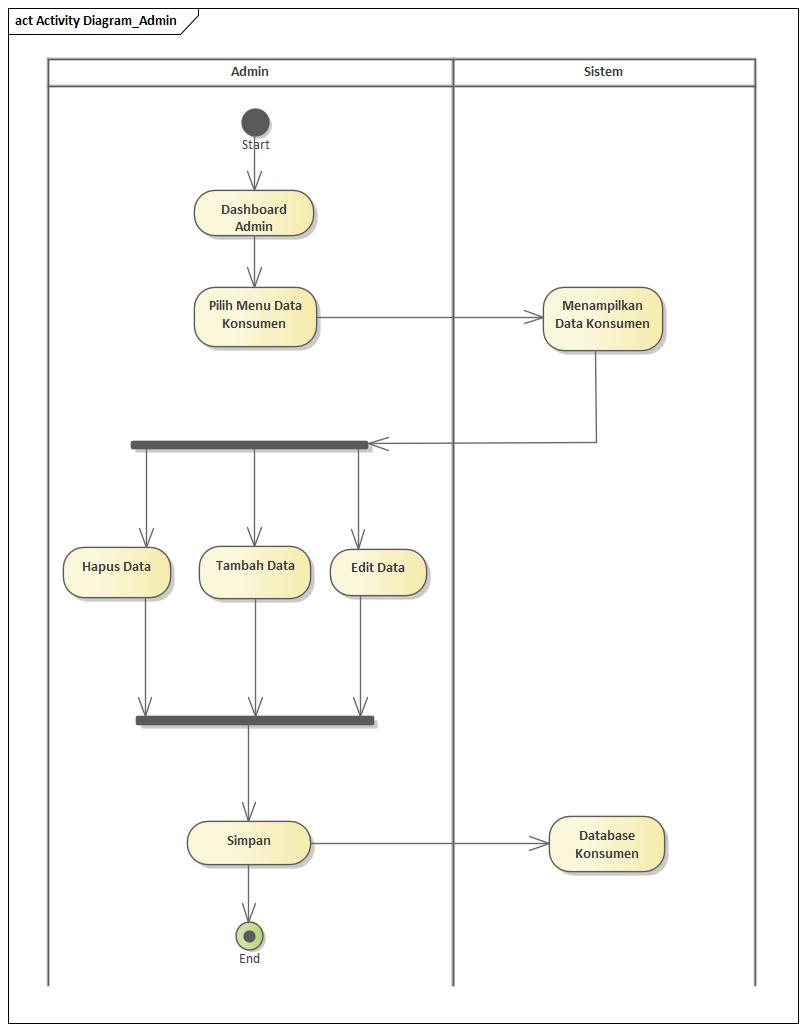 act Activity Diagram_Admin
Admin
Sistem
Start
Dashboard
Admin
Pilih Menu Data
Konsumen
Menampilkan
Data Konsumen
Hapus Data
Tambah Data
Edit Data
Simpan
Database
Konsumen
End